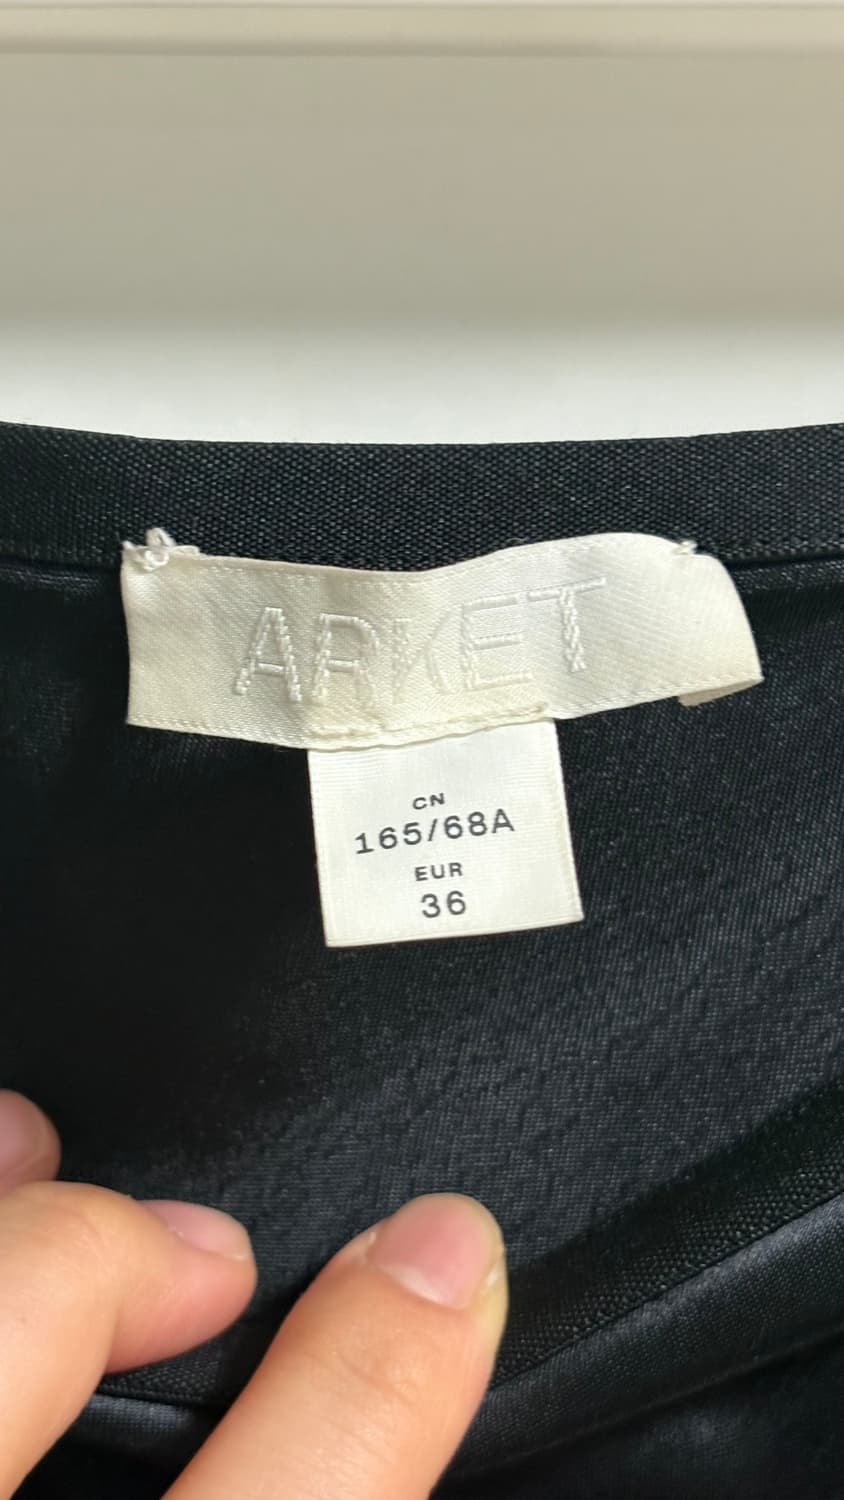 ARKET
CN
165/68A
EUR
36